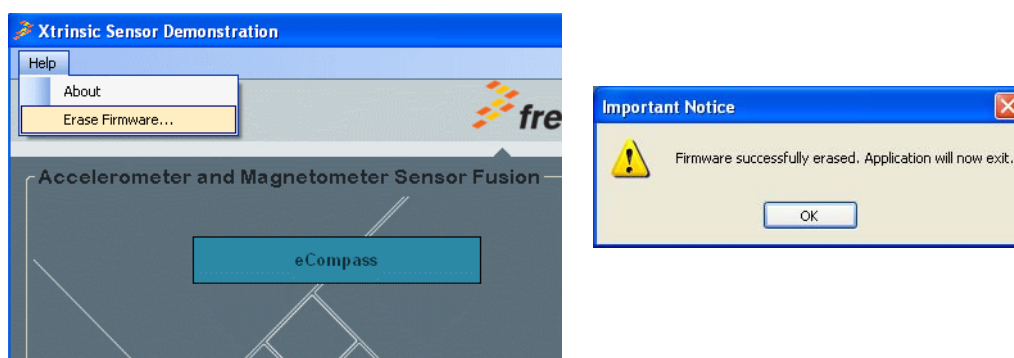 Xtrinsic Sensor Demonstration
Help
About
Erase Firmware...
fre
Accelerometer and Magnetometer Sensor Fusion
eCompass
Important Notice
Firmware successfully erased. Application will now exit.
OK